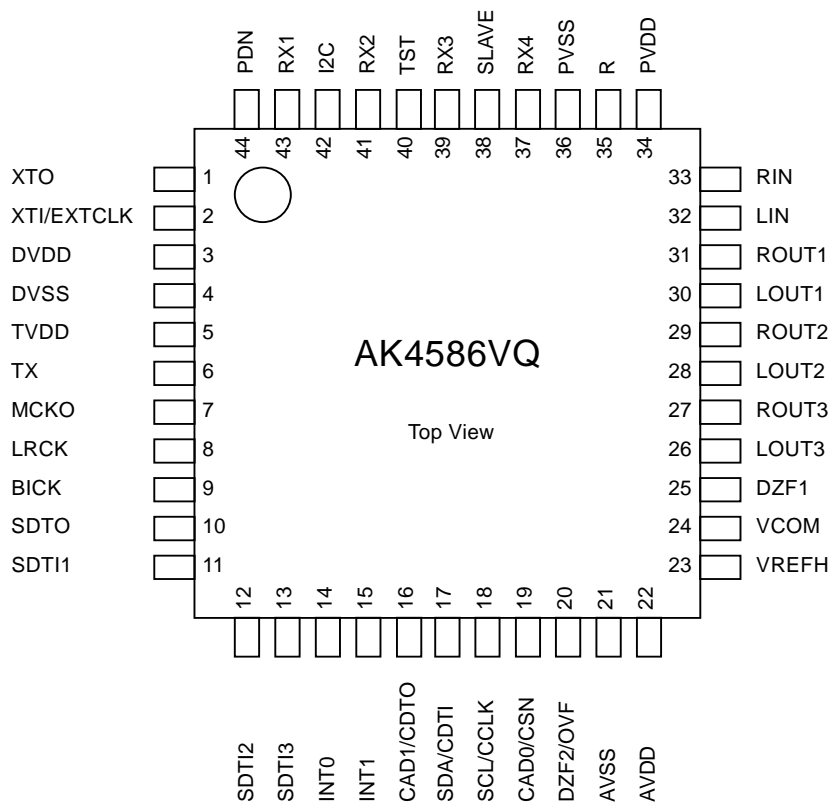 PDN RX1 I2C RX2 TST RX3 SLAVE RX4 PVSS R PVDD
44 43 42 41 40 39 38 37 36 35 34
XTO 1 33 RIN
XTI/EXTCLK 2 32 LIN
DVDD 3 31 ROUT1
DVSS 4 30 LOUT1
TVDD 5 29 ROUT2
TX 6 28 LOUT2
MCKO 7 27 ROUT3
LRCK 8 26 LOUT3
BICK 9 25 DZF1
SDTO 10 24 VCOM
SDTI1 11 23 VREFH
AK4586VQ
Top View
12 13 14 15 16 17 18 19 20 21 22
SDTI2 SDTI3 INT0 INT1 CAD1/CDTO SDA/CDTI SCL/CCLK CAD0/CSN DZF2/OVF AVSS AVDD